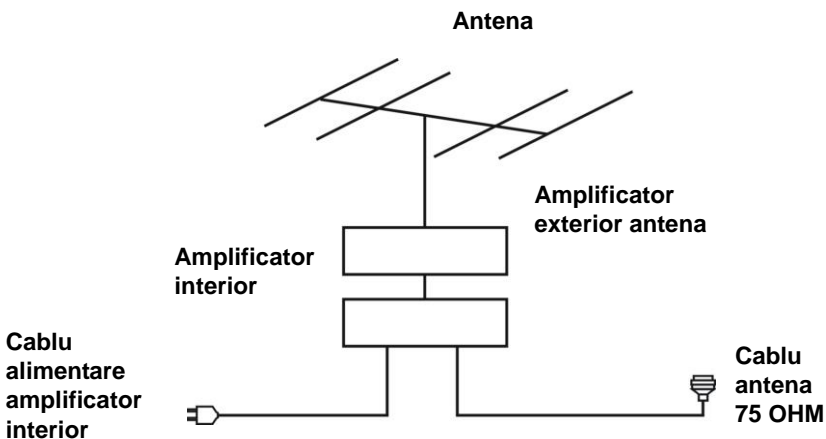 Antena
Amplificator
exterior antena
Amplificator
interior
Cablu
alimentare
amplificator
interior
Cablu
antena
75 OHM